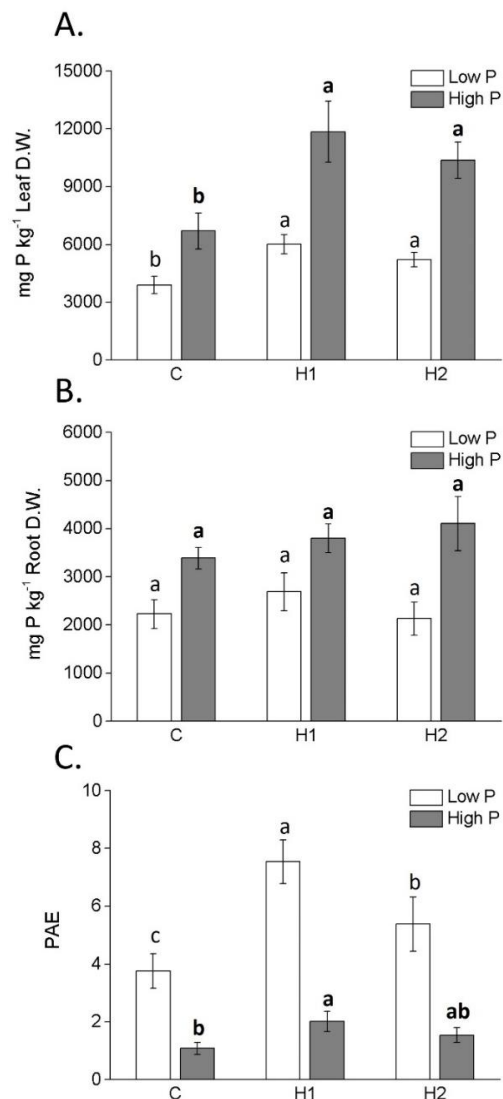 A.
15000
12000
9000
6000
3000
0
mg P kg⁻¹ Leaf D.W.
Low P
High P
b
b
a
a
a
a
C H1 H2
B.
6000
5000
4000
3000
2000
1000
0
mg P kg⁻¹ Root D.W.
Low P
High P
a
a
a
a
a
a
C H1 H2
C.
10
8
6
4
2
0
PAE
Low P
High P
c
b
a
a
b
ab
C H1 H2